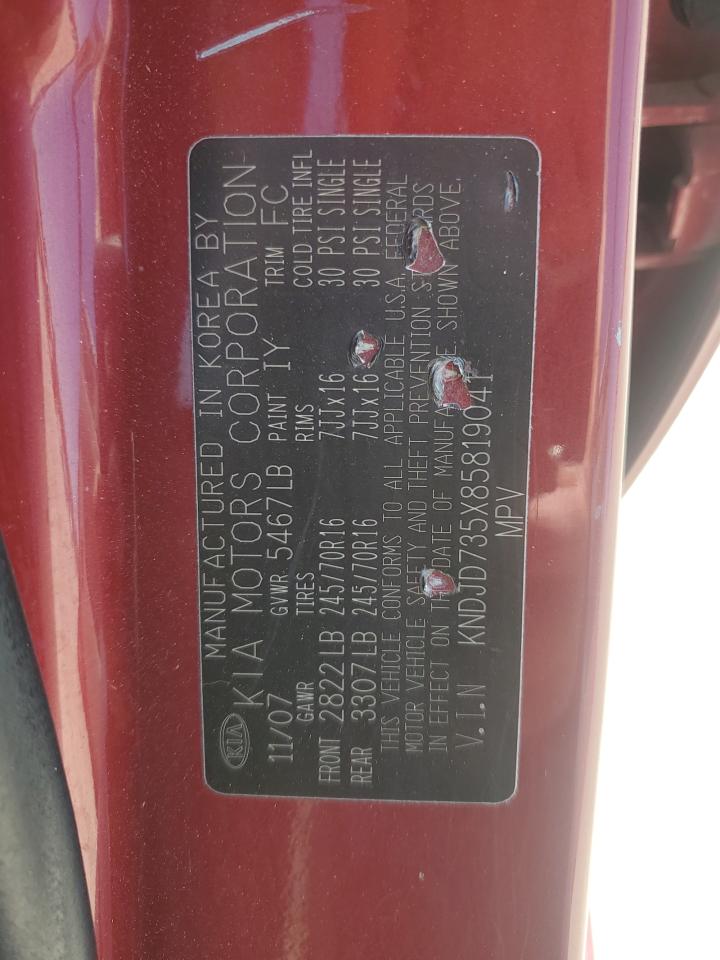 KIA MANUFACTURED IN KOREA BY
KIA MOTORS CORPORATION
11/07 GVWR 5467LB PAINT IY TRIM FC
GAWR TIRES RIMS COLD TIRE INFL
FRONT 2822LB 245/70R16 7JJx16 30 PSI SINGLE
REAR 3307LB 245/70R16 7JJx16 30 PSI SINGLE
THIS VEHICLE CONFORMS TO ALL APPLICABLE U.S.A. FEDERAL
MOTOR VEHICLE SAFETY AND THEFT PREVENTION
IN EFFECT ON DATE OF SHOWN ABOVE.
V.I.N KNDJD735X85819041
MPV